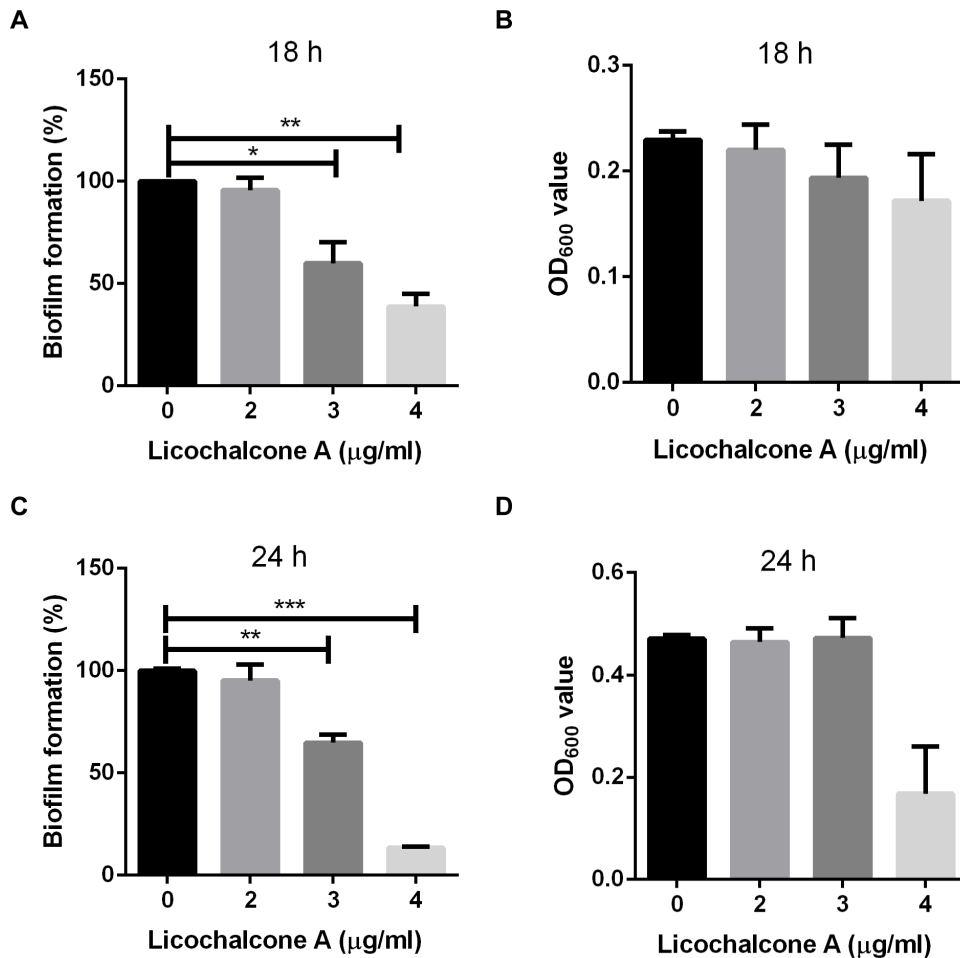 A
18 h
Biofilm formation (%)
150
100
50
0
**
*
0 2 3 4
Licochalcone A (μg/ml)
B
18 h
OD600 value
0.3
0.2
0.1
0.0
0 2 3 4
Licochalcone A (μg/ml)
C
24 h
Biofilm formation (%)
150
100
50
0
***
**
0 2 3 4
Licochalcone A (μg/ml)
D
24 h
OD600 value
0.6
0.4
0.2
0.0
0 2 3 4
Licochalcone A (μg/ml)